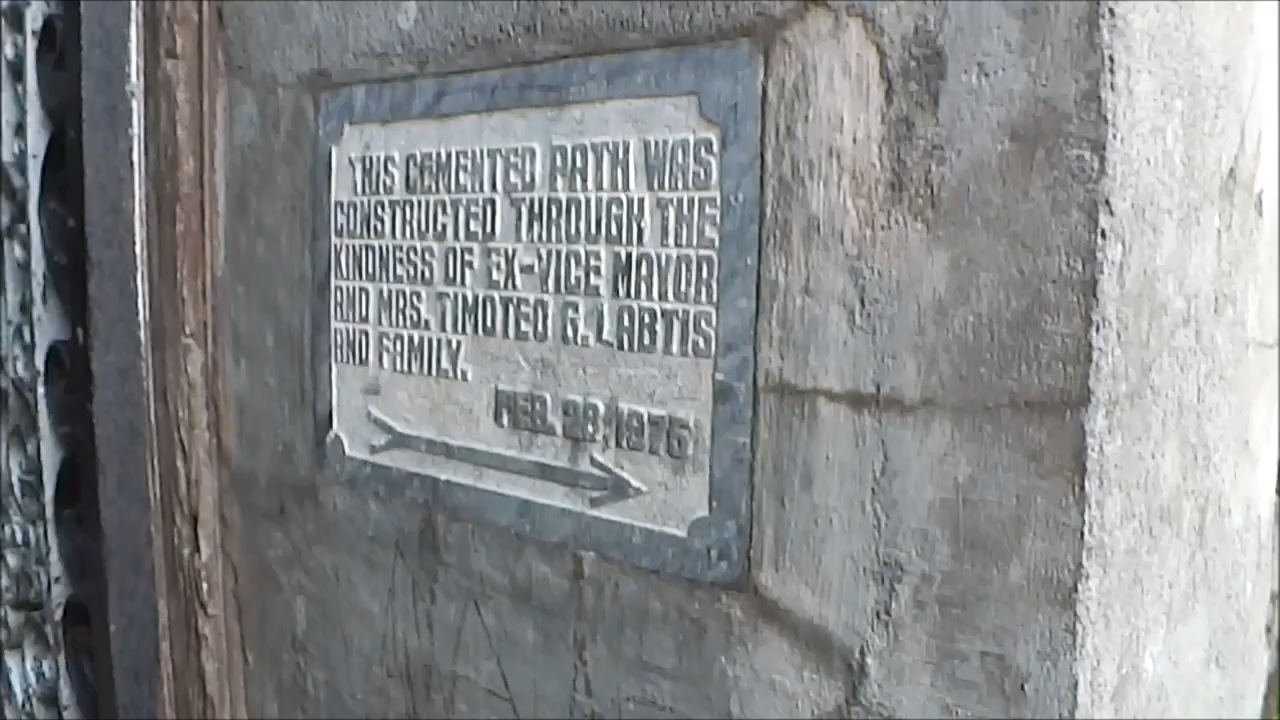 THIS CEMENTED PATH WAS
CONSTRUCTED THROUGH THE
KINDNESS OF EX-VICE MAYOR
AND MRS. TIMOTEO G. LABTIS
AND FAMILY.
FEB. 28, 1975